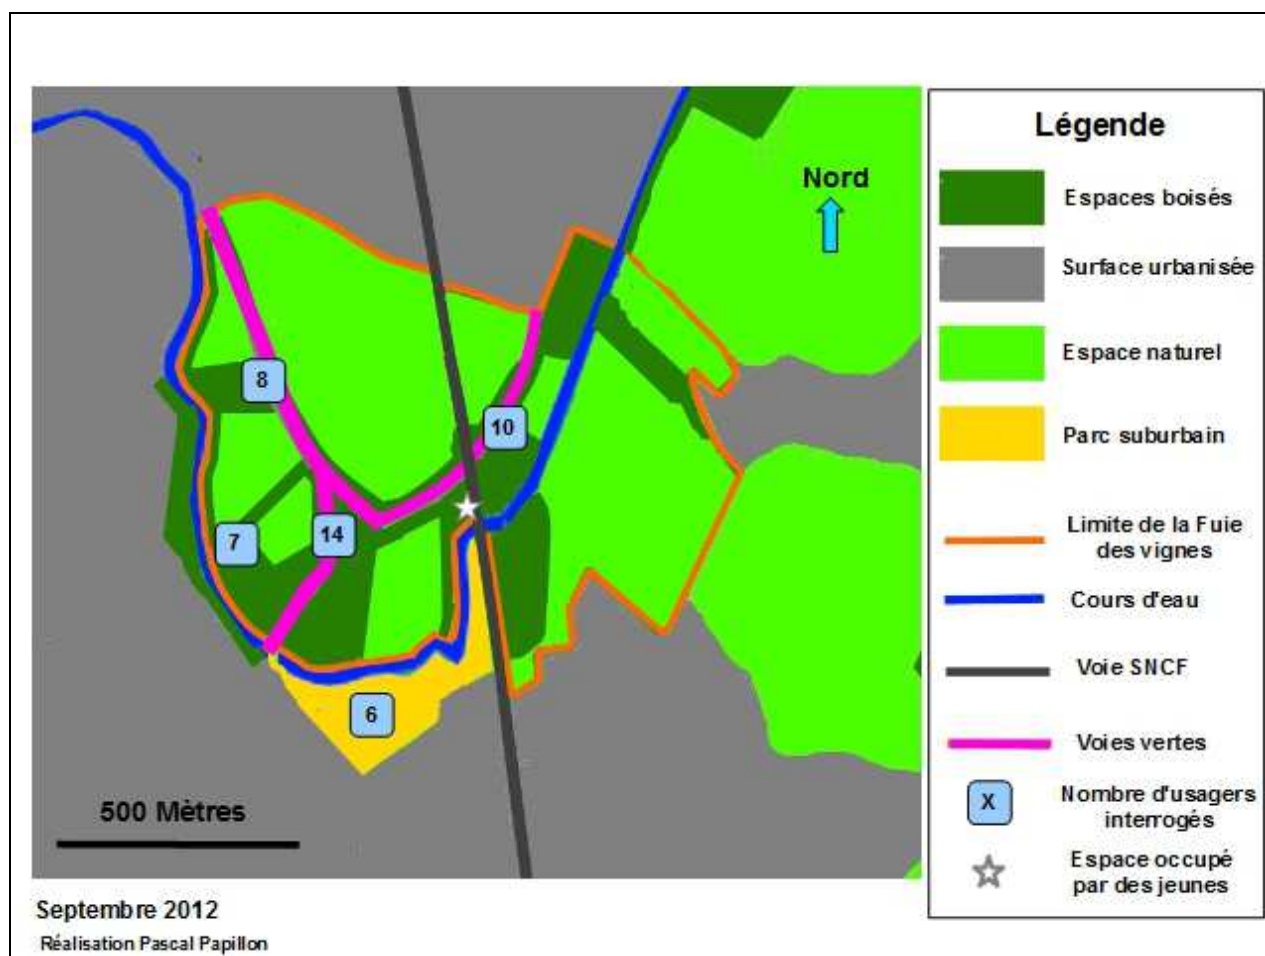 Légende
Nord
Espaces boisés
Surface urbanisée
Espace naturel
8
Parc suburbain
10
14
7
Limite de la Fuie
des vignes
Cours d'eau
Voie SNCF
6
Voies vertes
X
Nombre d'usagers
interrogés
500 Mètres
Espace occupé
par des jeunes
Septembre 2012
Réalisation Pascal Papillon